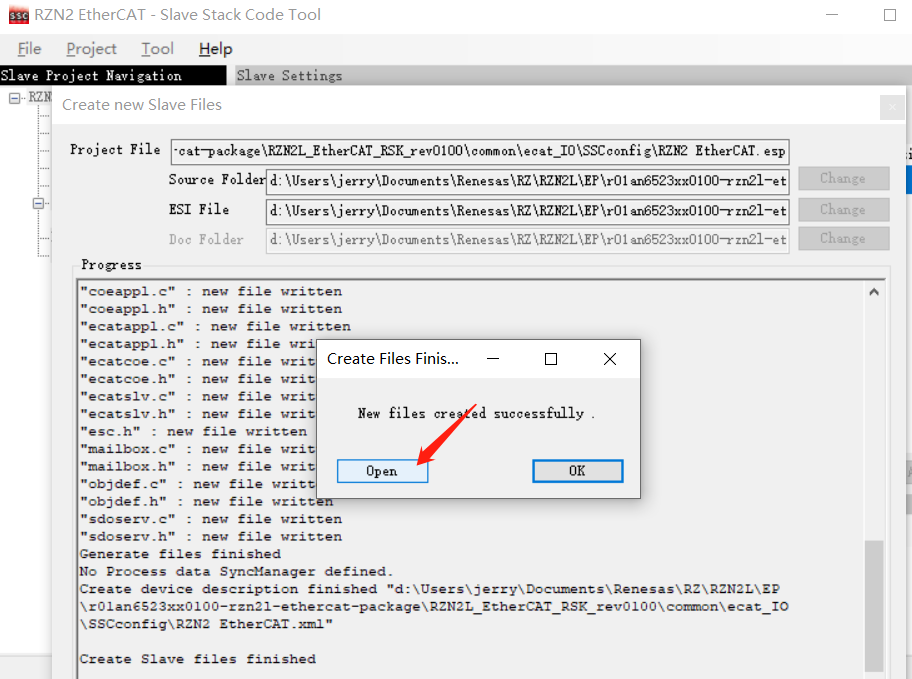 ssc RZN2 EtherCAT - Slave Stack Code Tool
File Project Tool Help
Slave Project Navigation Slave Settings
RZN
Create new Slave Files
Project File -cat-package\RZN2L_EtherCAT_RSK_rev0100\common\ecat_IO\SSCconfig\RZN2 EtherCAT.esp
Source Folder d:\Users\jerry\Documents\Renesas\RZ\RZN2L\EP\r01an6523xx0100-rzn2l-et Change
ESI File d:\Users\jerry\Documents\Renesas\RZ\RZN2L\EP\r01an6523xx0100-rzn2l-et Change
Doc Folder d:\Users\jerry\Documents\Renesas\RZ\RZN2L\EP\r01an6523xx0100-rzn2l-et Change
Progress
"coeappl.c" : new file written
"coeappl.h" : new file written
"ecatappl.c" : new file written
"ecatappl.h" : new file wri
"ecatcoe.c" : new file writ
"ecatcoe.h" : new file writ
"ecatslv.c" : new file writ
"ecatslv.h" : new file writ
"esc.h" : new file written
"mailbox.c" : new file writ
"mailbox.h" : new file writ
"objdef.c" : new file writt
"objdef.h" : new file written
"sdoserv.c" : new file written
"sdoserv.h" : new file written
Generate files finished
No Process data SyncManager defined.
Create device description finished "d:\Users\jerry\Documents\Renesas\RZ\RZN2L\EP
\r01an6523xx0100-rzn2l-ethercat-package\RZN2L_EtherCAT_RSK_rev0100\common\ecat_IO
\SSCconfig\RZN2 EtherCAT.xml"
Create Slave files finished
Create Files Finis...
New files created successfully .
Open OK